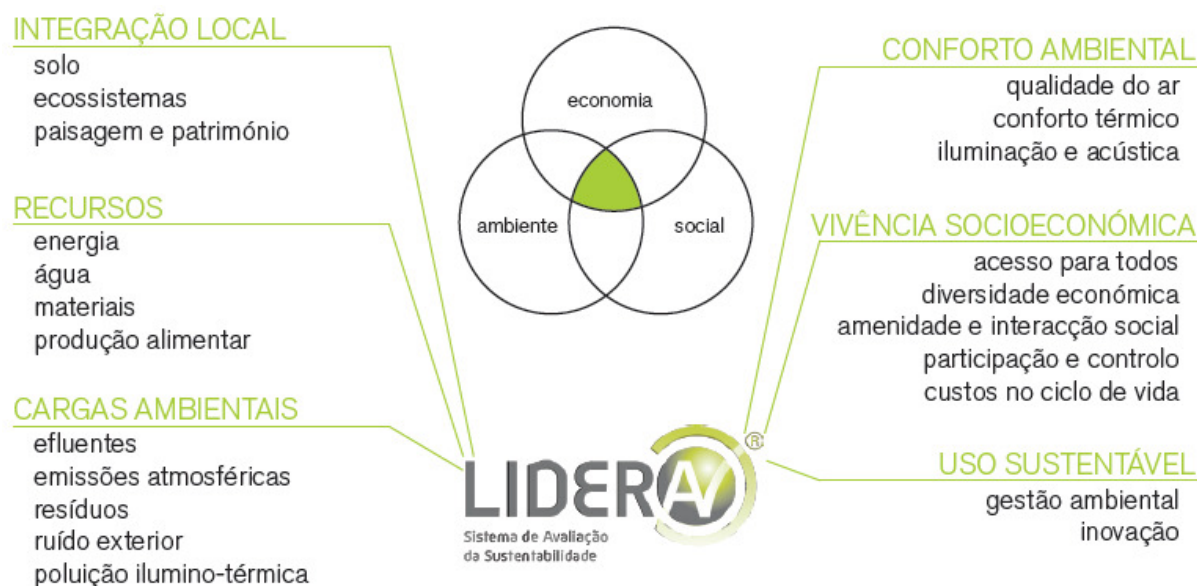 INTEGRAÇÃO LOCAL
solo
ecossistemas
paisagem e património
RECURSOS
energia
água
materiais
produção alimentar
CARGAS AMBIENTAIS
efluentes
emissões atmosféricas
resíduos
ruído exterior
poluição ilumino-térmica
economia
ambiente
social
LIDERA ®
Sistema de Avaliação
da Sustentabilidade
CONFORTO AMBIENTAL
qualidade do ar
conforto térmico
iluminação e acústica
VIVÊNCIA SOCIOECONÓMICA
acesso para todos
diversidade económica
amenidade e interacção social
participação e controlo
custos no ciclo de vida
USO SUSTENTÁVEL
gestão ambiental
inovação